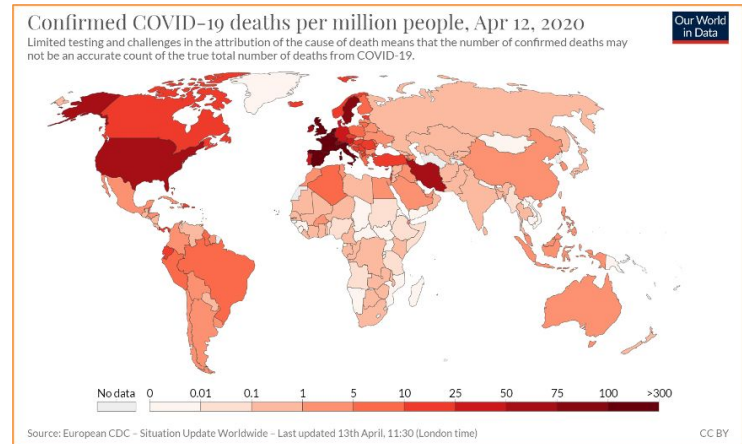 Confirmed COVID-19 deaths per million people, Apr 12, 2020
Our World
in Data
Limited testing and challenges in the attribution of the cause of death means that the number of confirmed deaths may
not be an accurate count of the true total number of deaths from COVID-19.
No data 0 0.01 0.1 1 5 10 25 50 75 100 >300
Source: European CDC – Situation Update Worldwide – Last updated 13th April, 11:30 (London time) CC BY